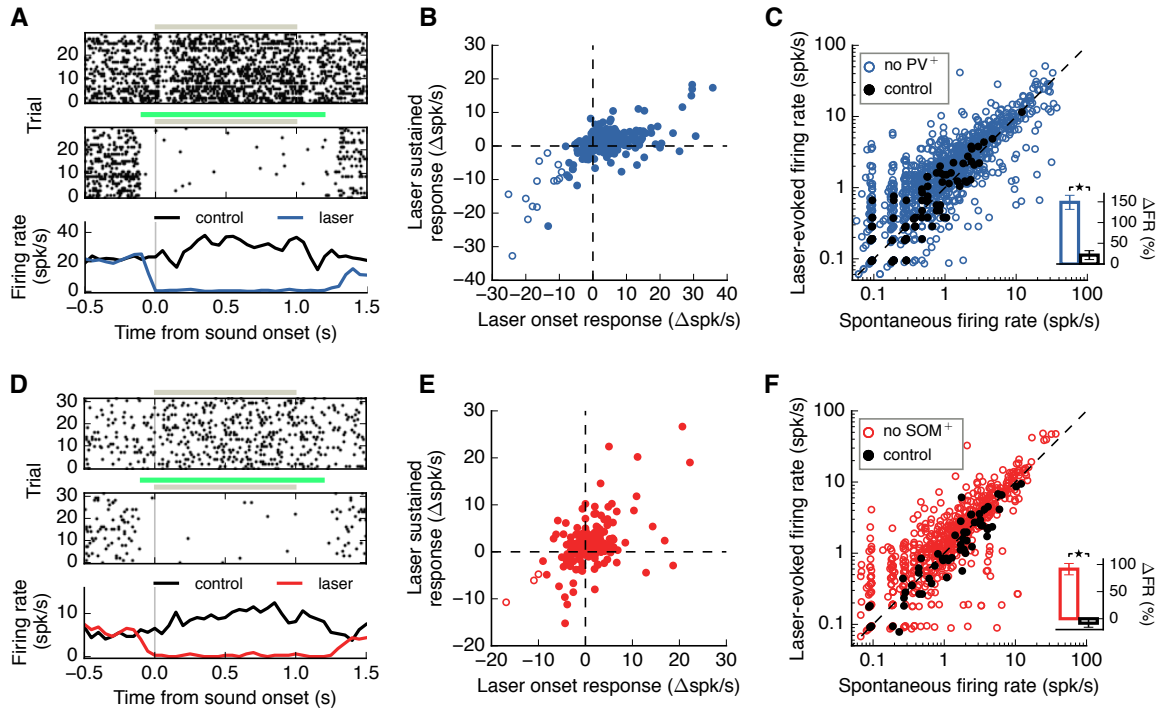 A
Trial
30
20
10
0
20
10
0
control
laser
Firing rate
(spk/s)
40
20
0
−0.5
0.0
0.5
1.0
1.5
Time from sound onset (s)
B
Laser sustained
response (Δspk/s)
30
20
10
0
−10
−20
−30
−40
−30
−20
−10
0
10
20
30
40
Laser onset response (Δspk/s)
C
Laser-evoked firing rate (spk/s)
100
10
1
0.1
no PV+
control
0.1
1
10
100
Spontaneous firing rate (spk/s)
★
150
100
50
0
ΔFR (%)
D
Trial
30
20
10
0
30
20
10
0
control
laser
Firing rate
(spk/s)
10
0
−0.5
0.0
0.5
1.0
1.5
Time from sound onset (s)
E
Laser sustained
response (Δspk/s)
30
20
10
0
−10
−20
−20
−10
0
10
20
30
Laser onset response (Δspk/s)
F
Laser-evoked firing rate (spk/s)
100
10
1
0.1
no SOM+
control
0.1
1
10
100
Spontaneous firing rate (spk/s)
★
100
50
0
ΔFR (%)